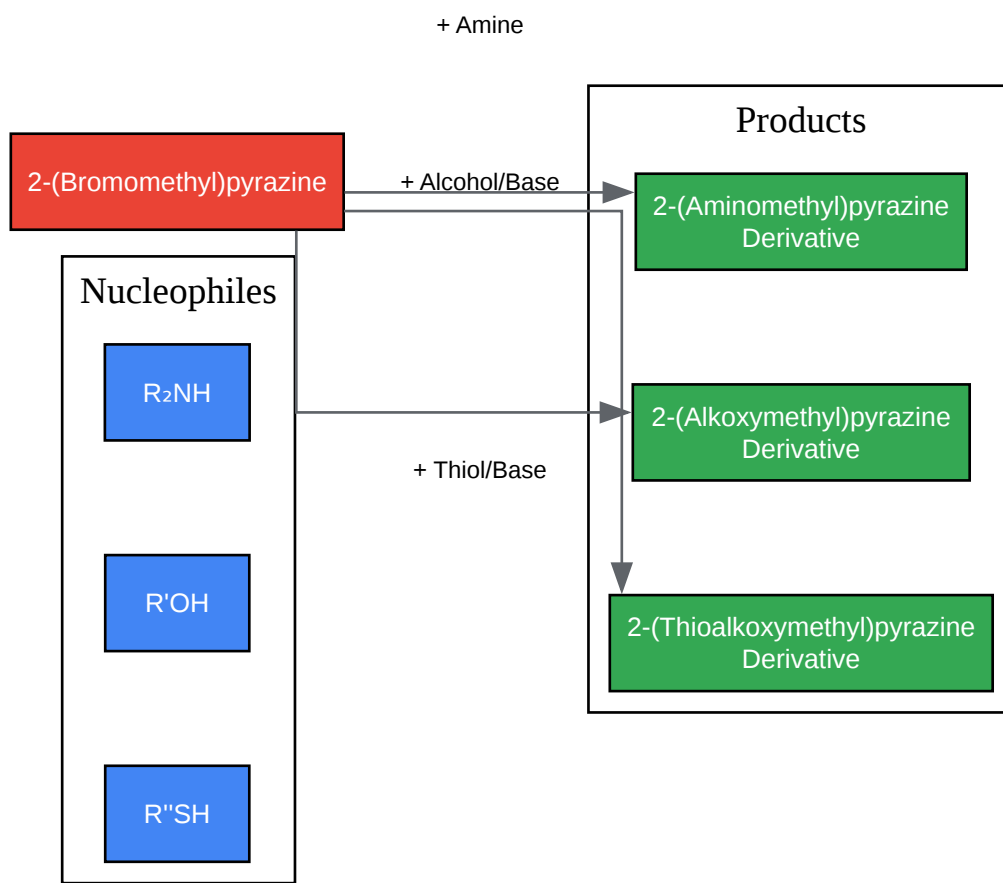 + Amine
Products
2-(Bromomethyl)pyrazine
+ Alcohol/Base
2-(Aminomethyl)pyrazine
Derivative
Nucleophiles
R₂NH
2-(Alkoxymethyl)pyrazine
Derivative
+ Thiol/Base
R'OH
2-(Thioalkoxymethyl)pyrazine
Derivative
R''SH